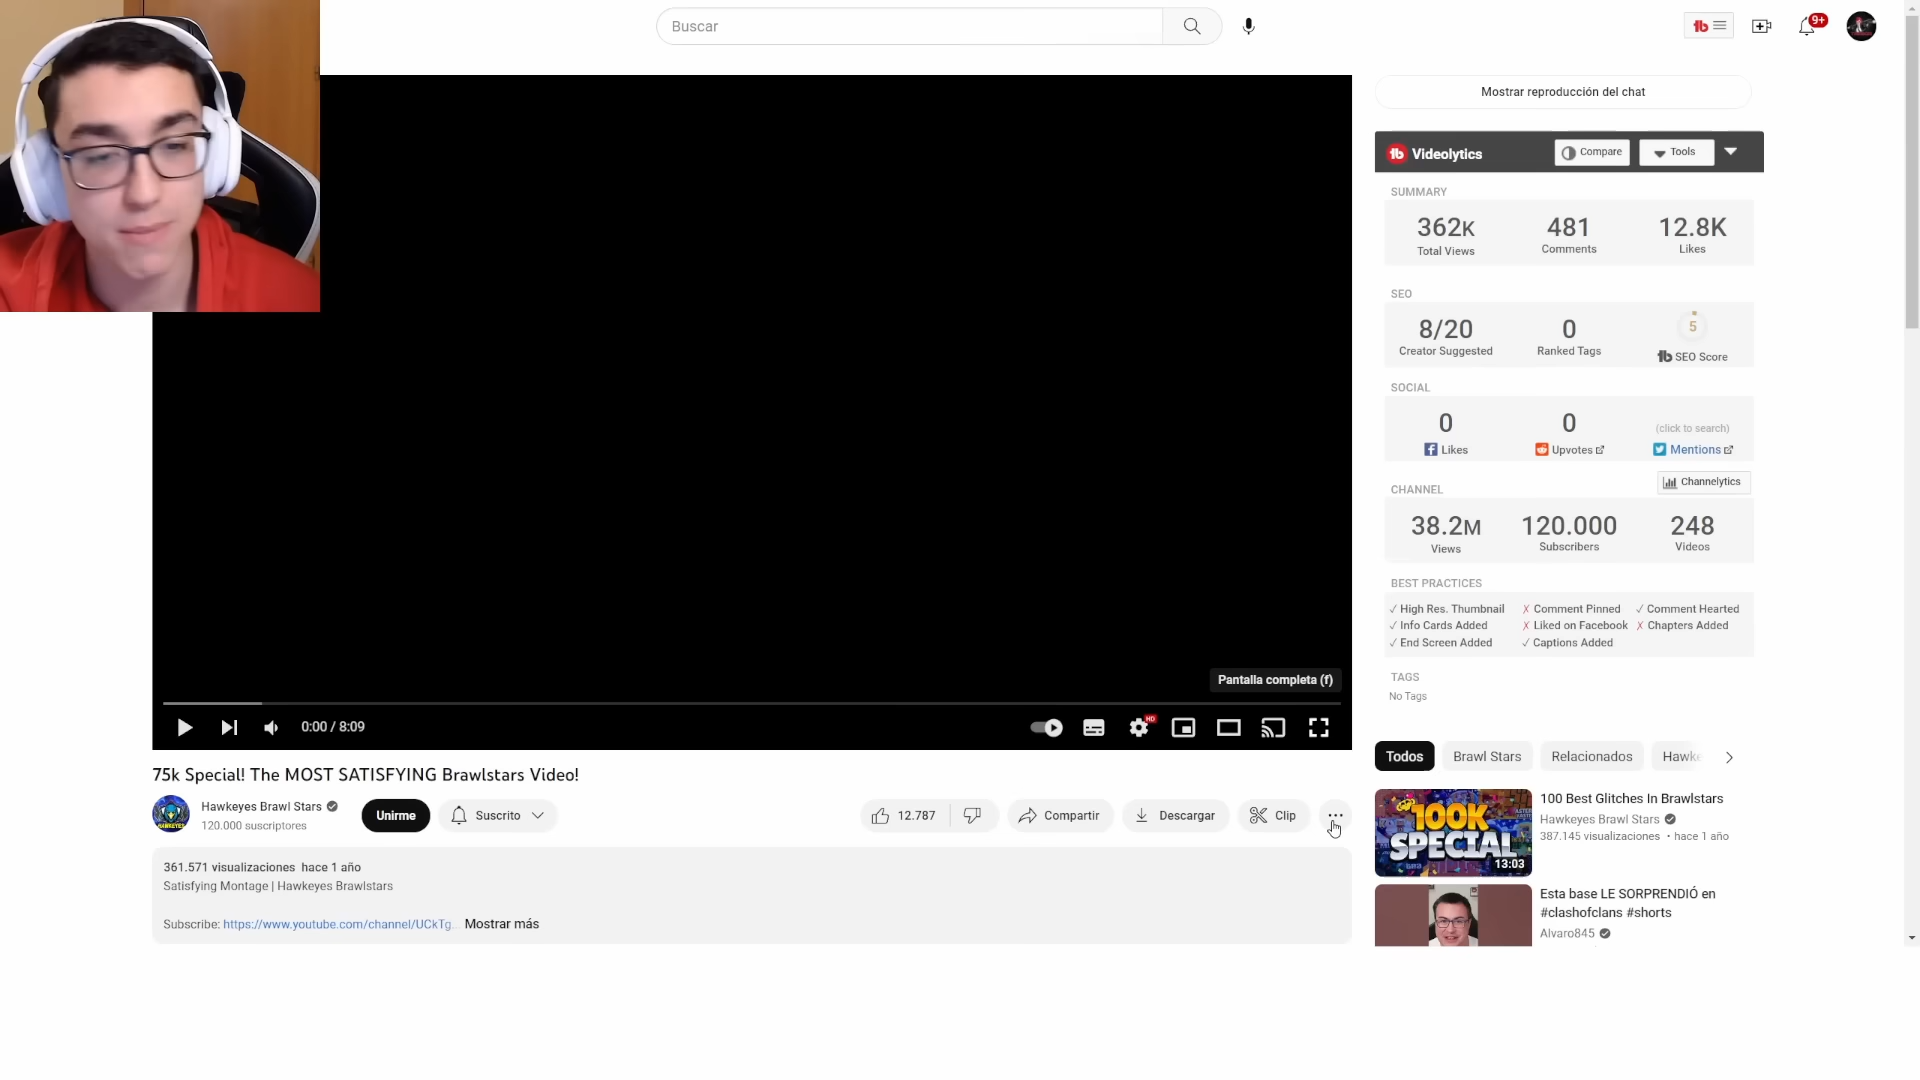 Buscar
9+
Mostrar reproducción del chat
Videolytics
Compare
Tools
SUMMARY
362K
481
12.8K
Total Views
Comments
Likes
SEO
8/20
0
5
Creator Suggested
Ranked Tags
SEO Score
SOCIAL
0
0
(click to search)
Likes
Upvotes
Mentions
CHANNEL
Channelytics
38.2M
120.000
248
Views
Subscribers
Videos
BEST PRACTICES
✓ High Res. Thumbnail
✗ Comment Pinned
✓ Comment Hearted
✓ Info Cards Added
✗ Liked on Facebook
✗ Chapters Added
✓ End Screen Added
✓ Captions Added
TAGS
No Tags
Pantalla completa (f)
0:00 / 8:09
HD
75k Special! The MOST SATISFYING Brawlstars Video!
Hawkeyes Brawl Stars
120.000 suscriptores
Unirme
Suscrito
12.787
Compartir
Descargar
Clip
361.571 visualizaciones hace 1 año
Satisfying Montage | Hawkeyes Brawlstars
Subscribe: https://www.youtube.com/channel/UCkTg... Mostrar más
Todos
Brawl Stars
Relacionados
Hawke
100K
SPECIAL
13:03
100 Best Glitches In Brawlstars
Hawkeyes Brawl Stars
387.145 visualizaciones • hace 1 año
Esta base LE SORPRENDIÓ en
#clashofclans #shorts
Alvaro845